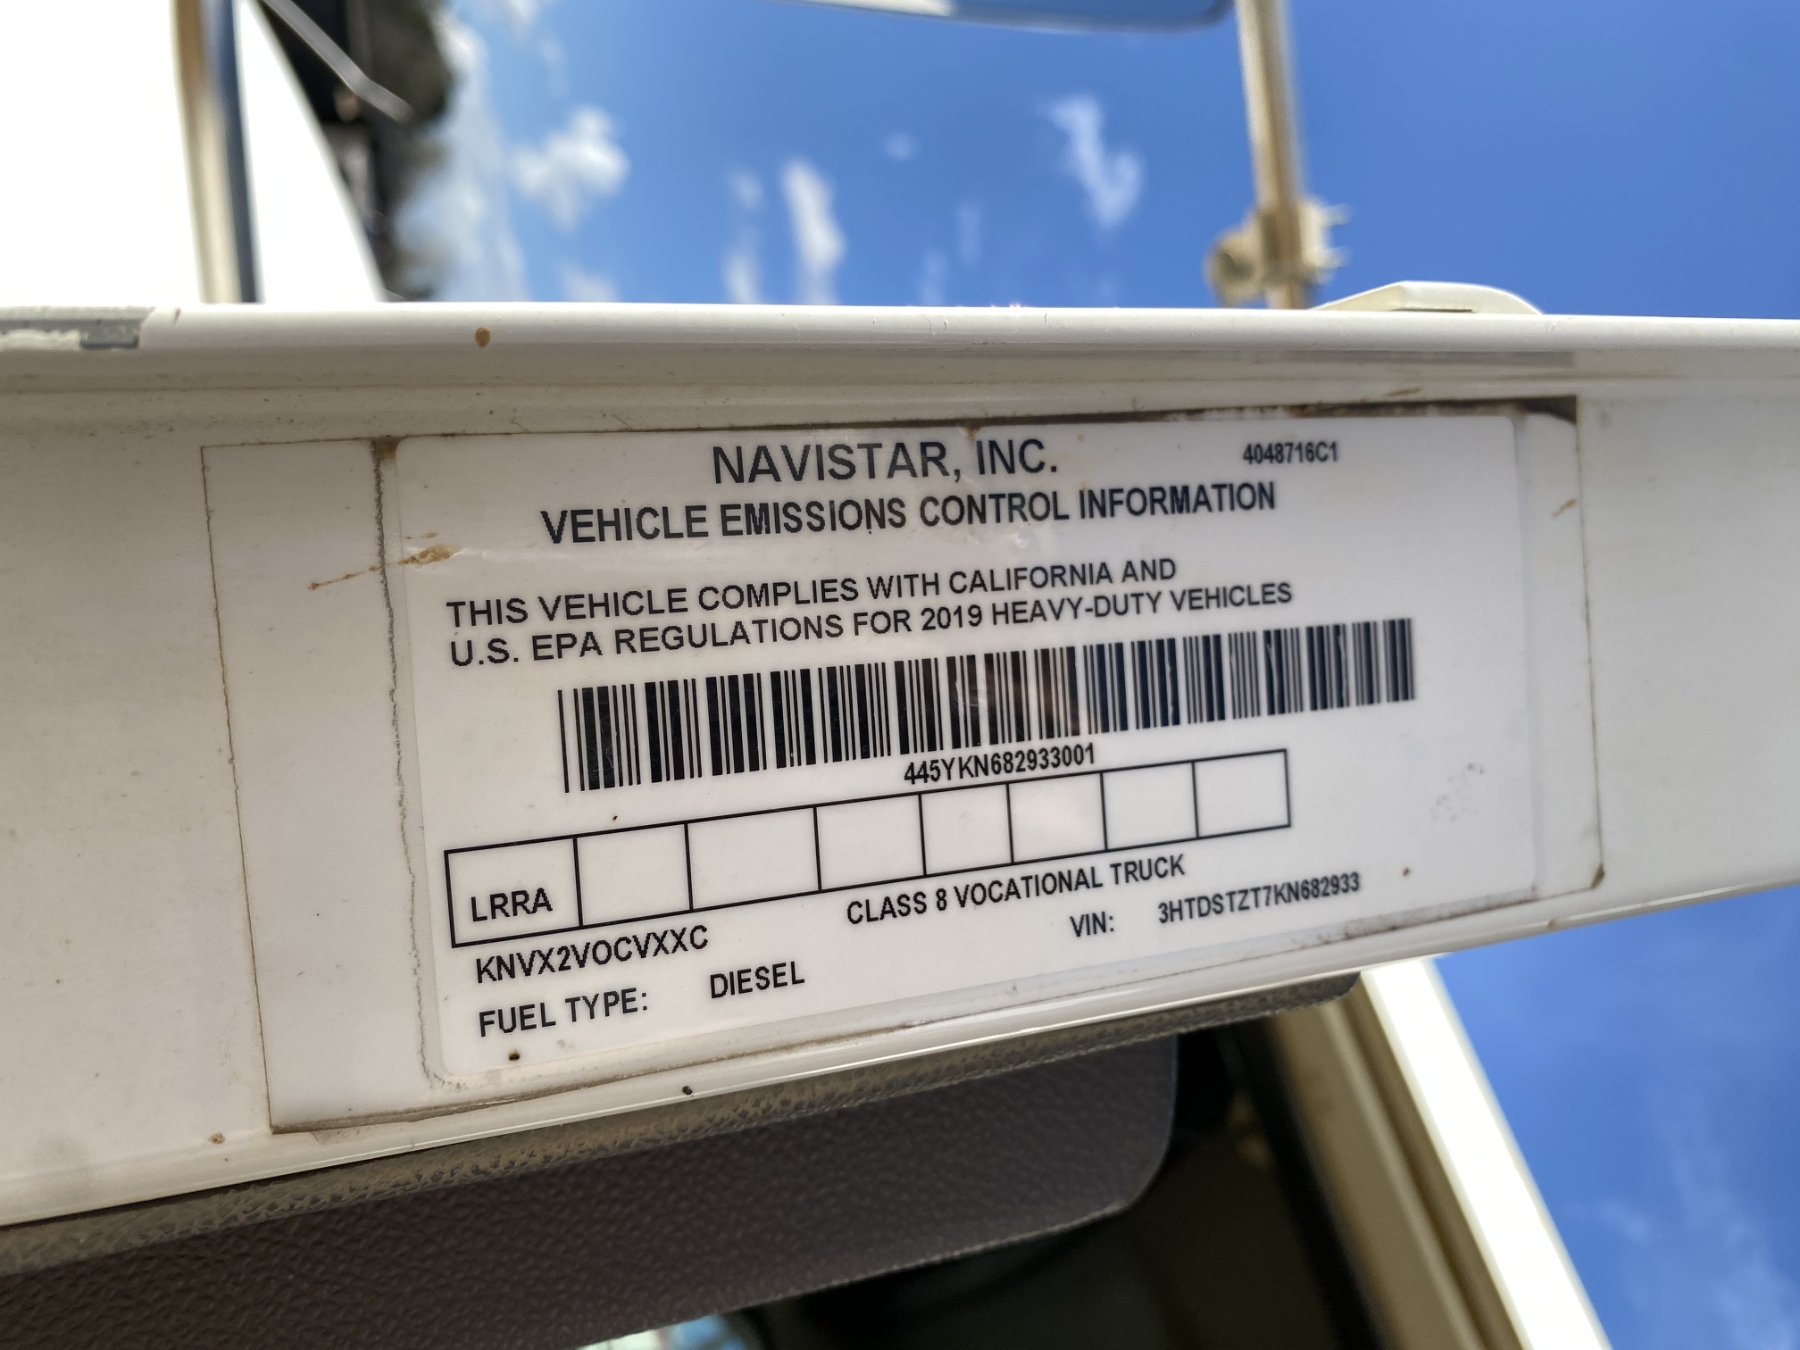 NAVISTAR, INC. 4048716C1
VEHICLE EMISSIONS CONTROL INFORMATION
THIS VEHICLE COMPLIES WITH CALIFORNIA AND
U.S. EPA REGULATIONS FOR 2019 HEAVY-DUTY VEHICLES
445YKN682933001
LRRA
KNVX2VOCVXXC CLASS 8 VOCATIONAL TRUCK
FUEL TYPE: DIESEL VIN: 3HTDSTZT7KN682933